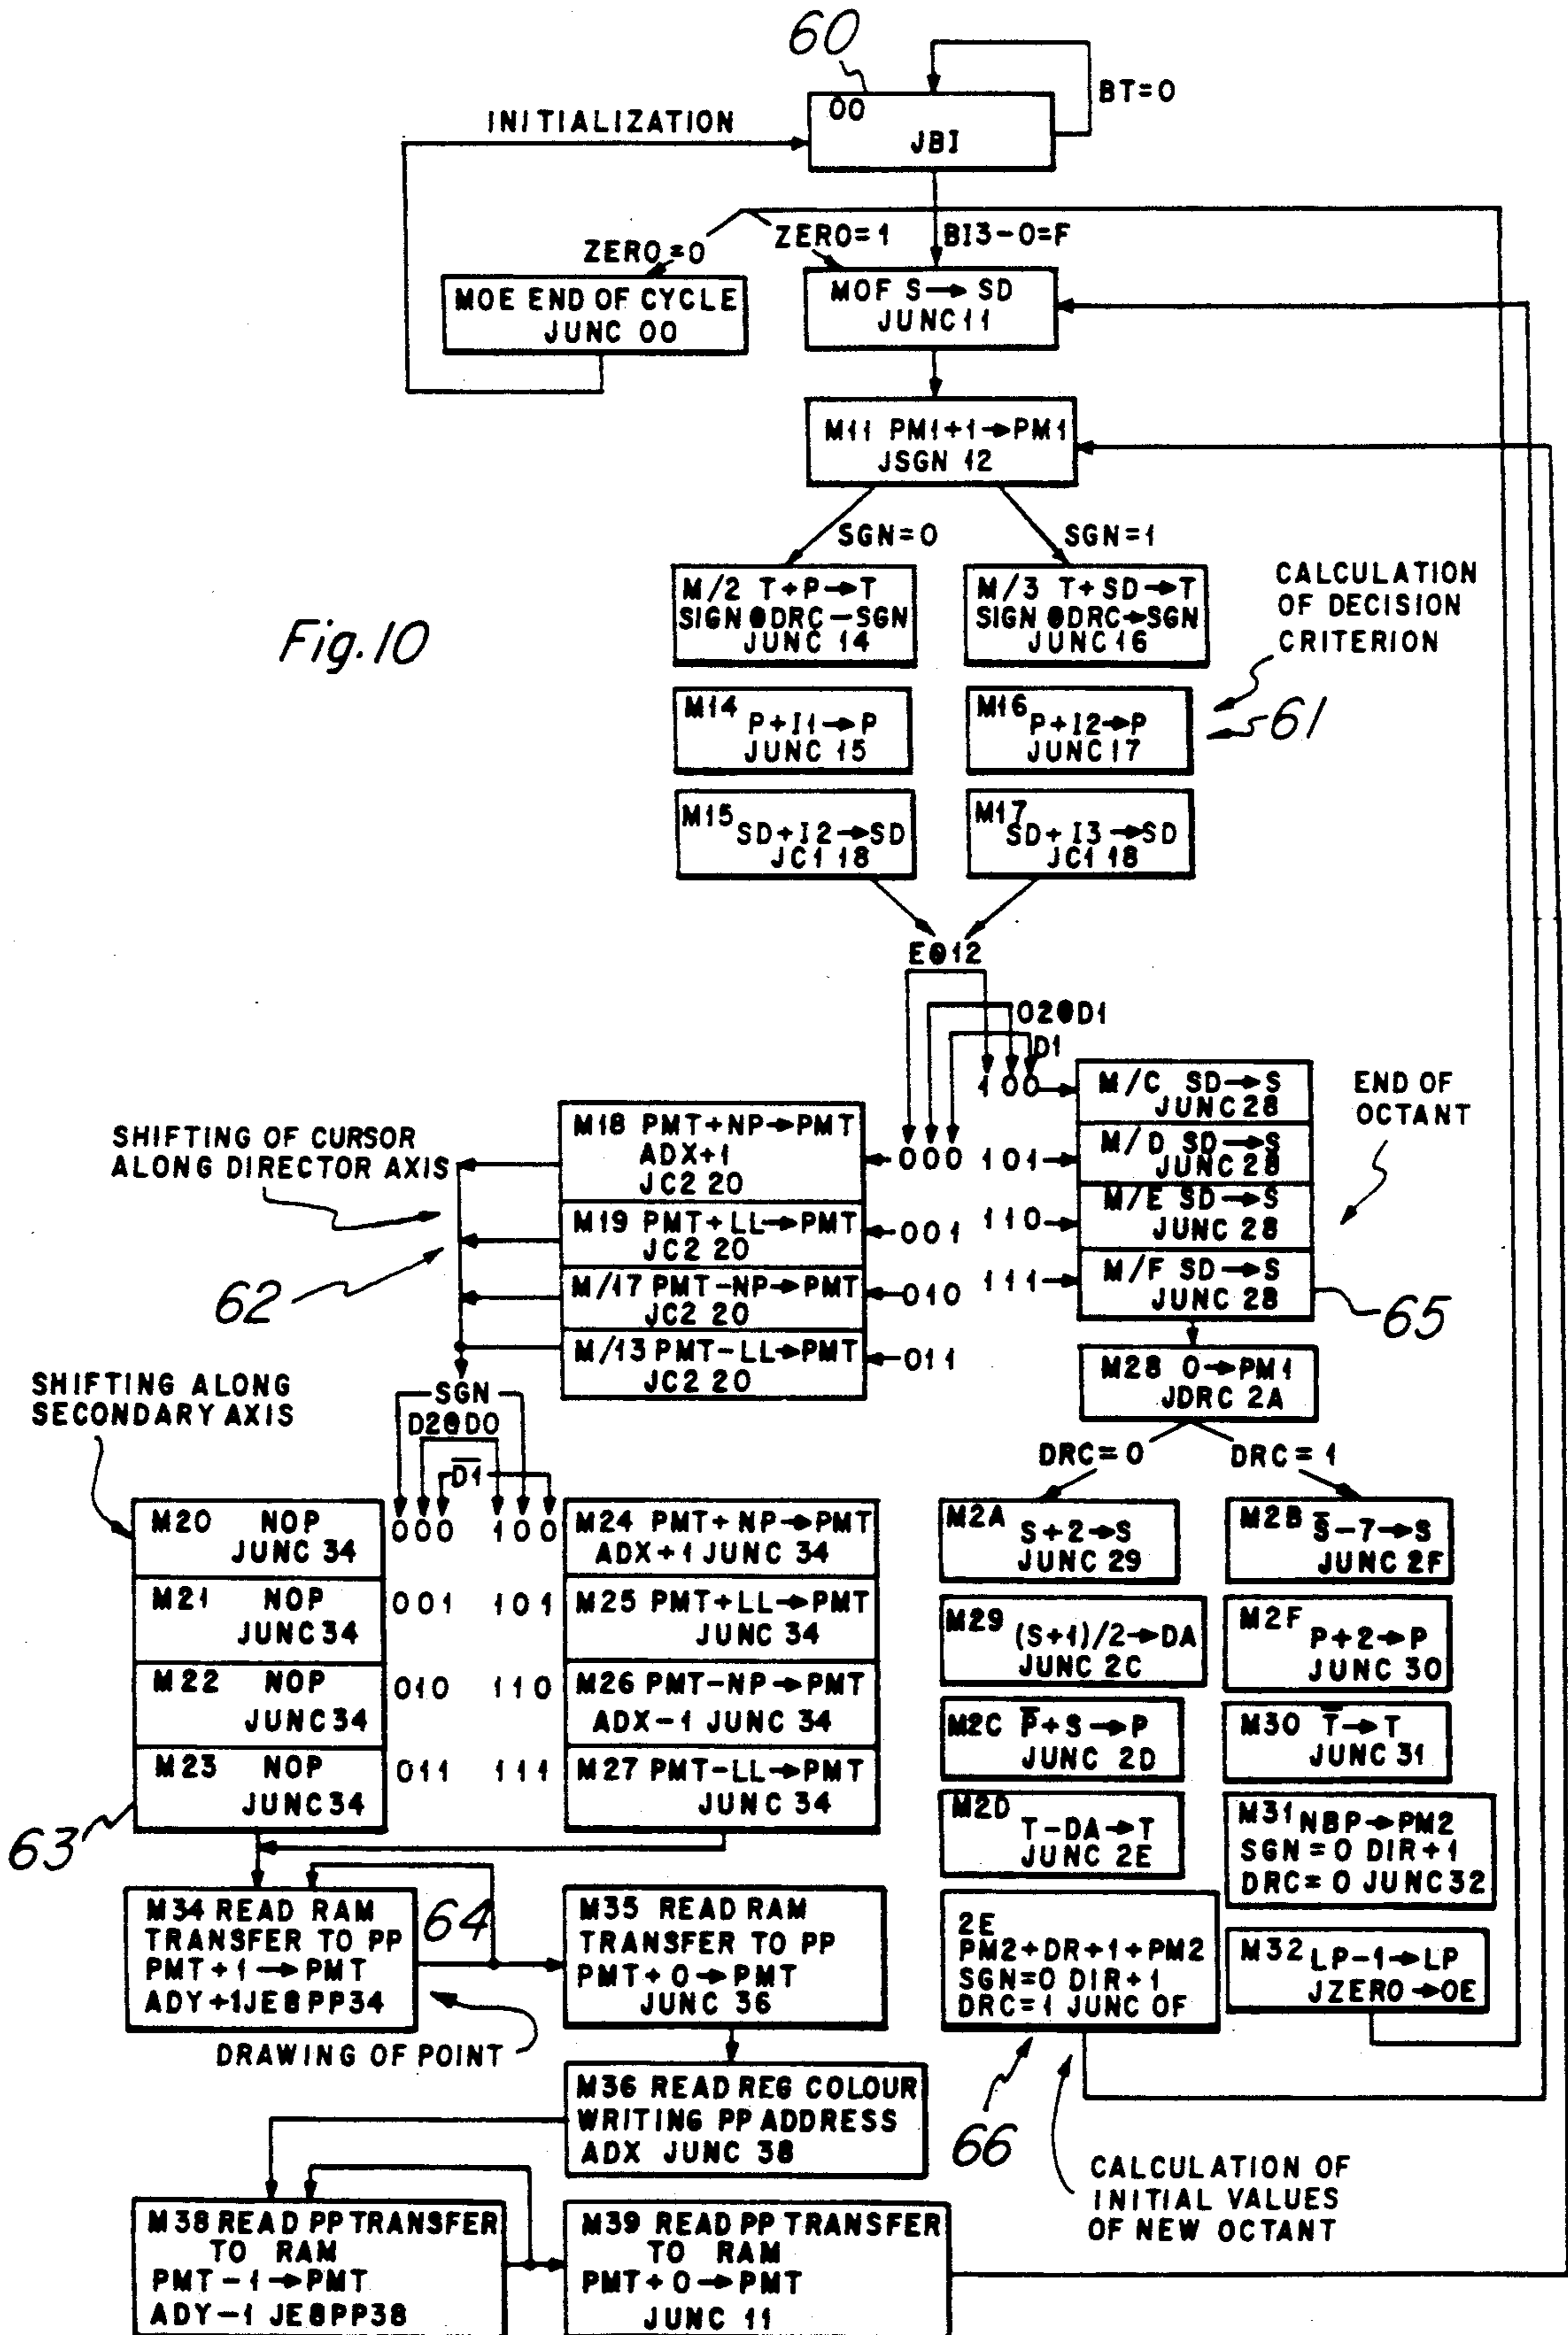 60
00
JBI
BT=0
INITIALIZATION
ZERO=0
ZERO=1
BI3-0=F
MOE END OF CYCLE
JUNC 00
MOF S→SD
JUNC11
M11 PM1+1→PM1
JSGN 12
SGN=0
SGN=1
Fig.10
M/2 T+P→T
SIGN⊕DRC-SGN
JUNC 14
M/3 T+SD→T
SIGN⊕DRC→SGN
JUNC16
CALCULATION
OF DECISION
CRITERION
61
M14
P+I1→P
JUNC 15
M16
P+I2→P
JUNC17
M15
SD+I2→SD
JC1 18
M17
SD+I3→SD
JC1 18
E⊕12
02⊕D1
D1
100
M/C SD→S
JUNC28
000 101
M/D SD→S
JUNC28
001 110
M/E SD→S
JUNC 28
010 111
M/F SD→S
JUNC 28
011
END OF
OCTANT
65
SHIFTING OF CURSOR
ALONG DIRECTOR AXIS
62
M18 PMT+NP→PMT
ADX+1
JC2 20
M19 PMT+LL→PMT
JC2 20
M/17 PMT-NP→PMT
JC2 20
M/13 PMT-LL→PMT
JC2 20
M28 0→PM1
JDRC 2A
DRC=0
DRC=1
SHIFTING ALONG
SECONDARY AXIS
SGN
D2⊕D0
D̅1̅
M20 NOP
JUNC 34
000 100
M24 PMT+NP→PMT
ADX+1 JUNC 34
M21 NOP
JUNC34
001 101
M25 PMT+LL→PMT
JUNC 34
M22 NOP
JUNC34
010 110
M26 PMT-NP→PMT
ADX-1 JUNC 34
M23 NOP
JUNC34
011 111
M27 PMT-LL→PMT
JUNC 34
63
M2A
S+2→S
JUNC 29
M29
(S+1)/2→DA
JUNC 2C
M2C P̅+S→P
JUNC 2D
M2D
T-DA→T
JUNC 2E
2E
PM2+DR+1+PM2
SGN=0 DIR+1
DRC=1 JUNC OF
M2B S̅-7→S
JUNC 2F
M2F
P+2→P
JUNC 30
M30 T̅→T
JUNC 31
M31 NBP→PM2
SGN=0 DIR+1
DRC=0 JUNC32
M32 LP-1→LP
JZERO→OE
M34 READ RAM
TRANSFER TO PP
PMT+1→PMT
ADY+1JE8PP34
64
DRAWING OF POINT
M35 READ RAM
TRANSFER TO PP
PMT+0→PMT
JUNC 36
M36 READ REG COLOUR
WRITING PP ADDRESS
ADX JUNC 38
66
CALCULATION OF
INITIAL VALUES
OF NEW OCTANT
M38 READ PP TRANSFER
TO RAM
PMT-1→PMT
ADY-1 JE8PP38
M39 READ PP TRANSFER
TO RAM
PMT+0→PMT
JUNC 11